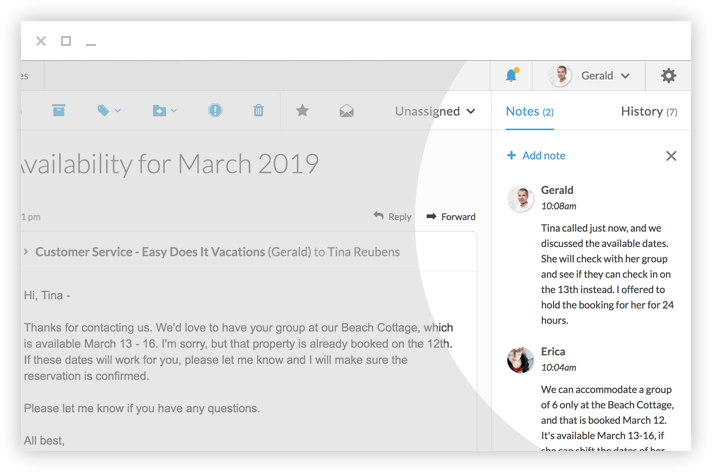 es
Gerald
Unassigned
Notes (2)
History (7)
vailability for March 2019
+ Add note
1 pm
Reply
Forward
Customer Service - Easy Does It Vacations (Gerald) to Tina Reubens
Hi, Tina -
Thanks for contacting us. We'd love to have your group at our Beach Cottage, which
is available March 13 - 16. I'm sorry, but that property is already booked on the 12th.
If these dates will work for you, please let me know and I will make sure the
reservation is confirmed.
Please let me know if you have any questions.
All best,
Gerald
10:08am
Tina called just now, and we
discussed the available dates.
She will check with her group
and see if they can check in on
the 13th instead. I offered to
hold the booking for her for 24
hours.
Erica
10:04am
We can accommodate a group
of 6 only at the Beach Cottage,
and that is booked March 12.
It's available March 13-16, if
she can shift the dates of her